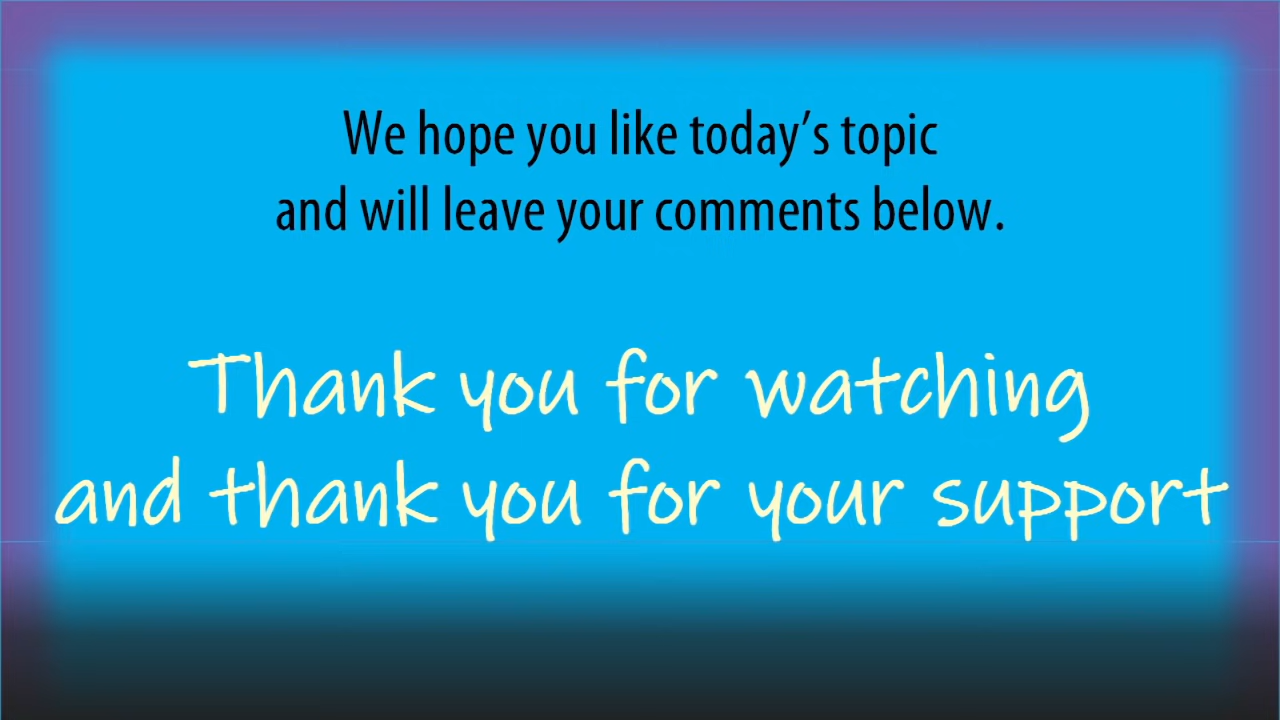 We hope you like today’s topic
and will leave your comments below.
Thank you for watching
and thank you for your support